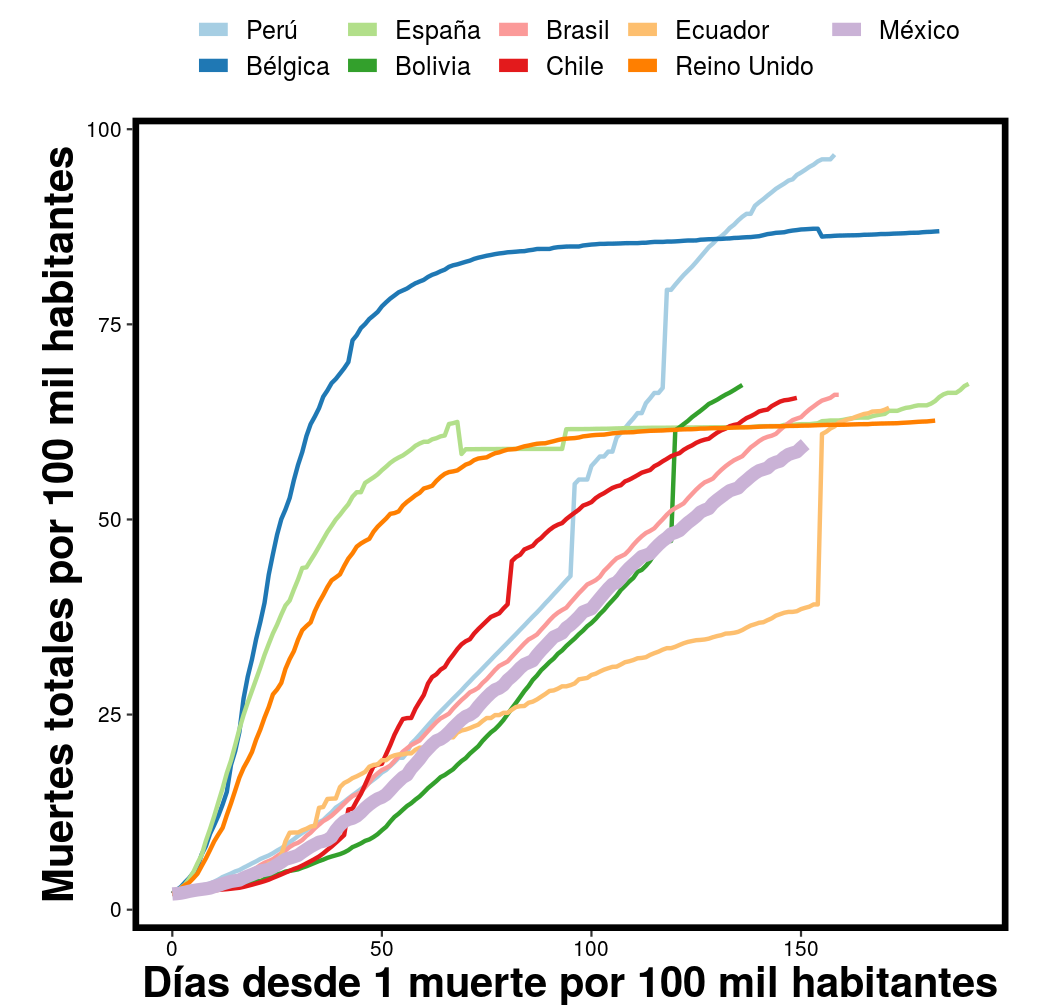 Perú España Brasil Ecuador México
Bélgica Bolivia Chile Reino Unido
100
75
50
25
0
Muertes totales por 100 mil habitantes
0 50 100 150
Días desde 1 muerte por 100 mil habitantes